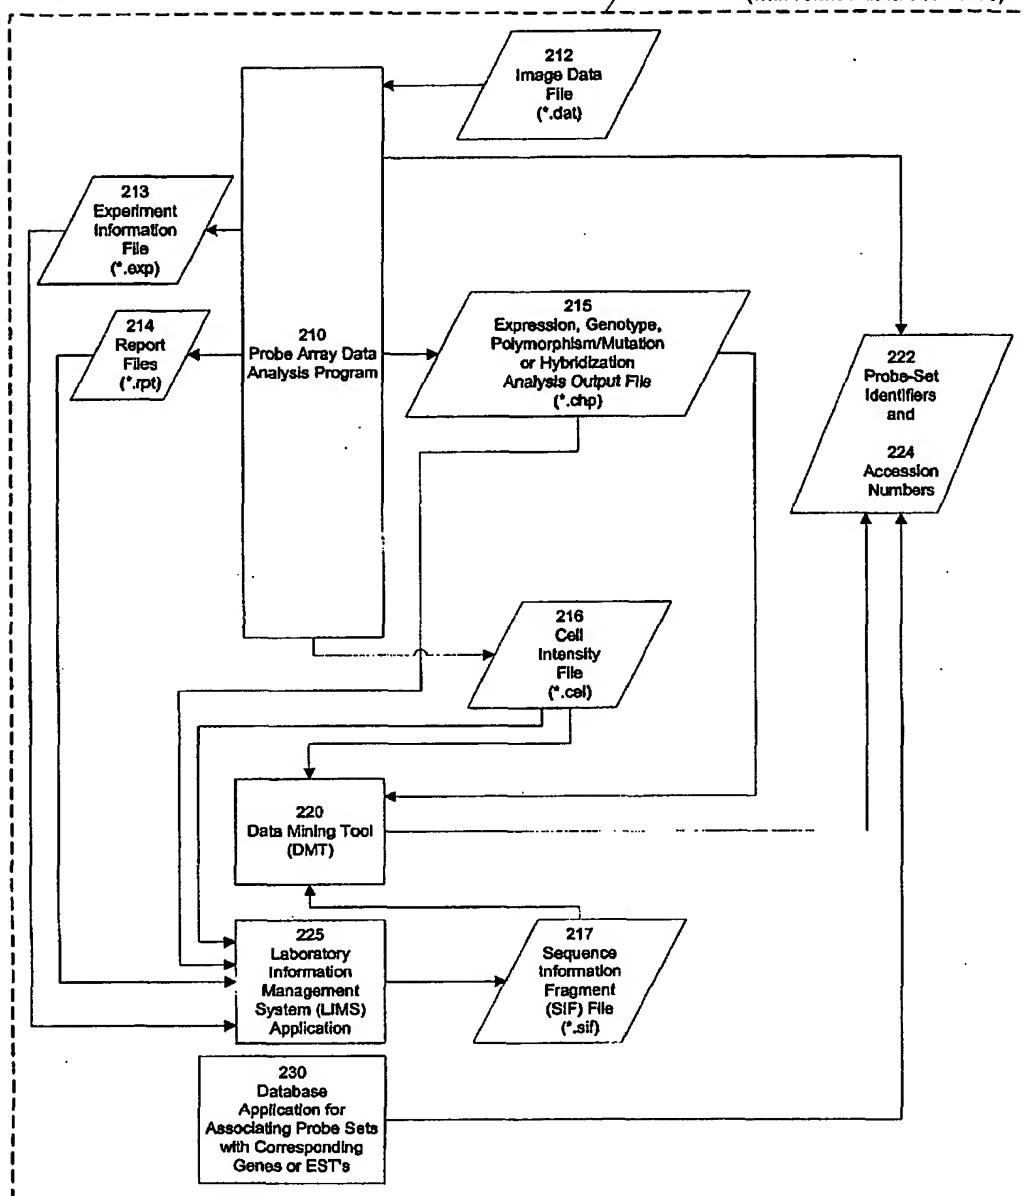 212
Image Data
File
(*.dat)
213
Experiment
Information
File
(*.exp)
214
Report
Files
(*.rpt)
210
Probe Array Data
Analysis Program
215
Expression, Genotype,
Polymorphism/Mutation
or Hybridization
Analysis Output File
(*.chp)
222
Probe-Set
Identifiers
and
224
Accession
Numbers
216
Cell
Intensity
File
(*.cel)
220
Data Mining Tool
(DMT)
225
Laboratory
Information
Management
System (LIMS)
Application
217
Sequence
Information
Fragment
(SIF) File
(*.sif)
230
Database
Application for
Associating Probe Sets
with Corresponding
Genes or EST's